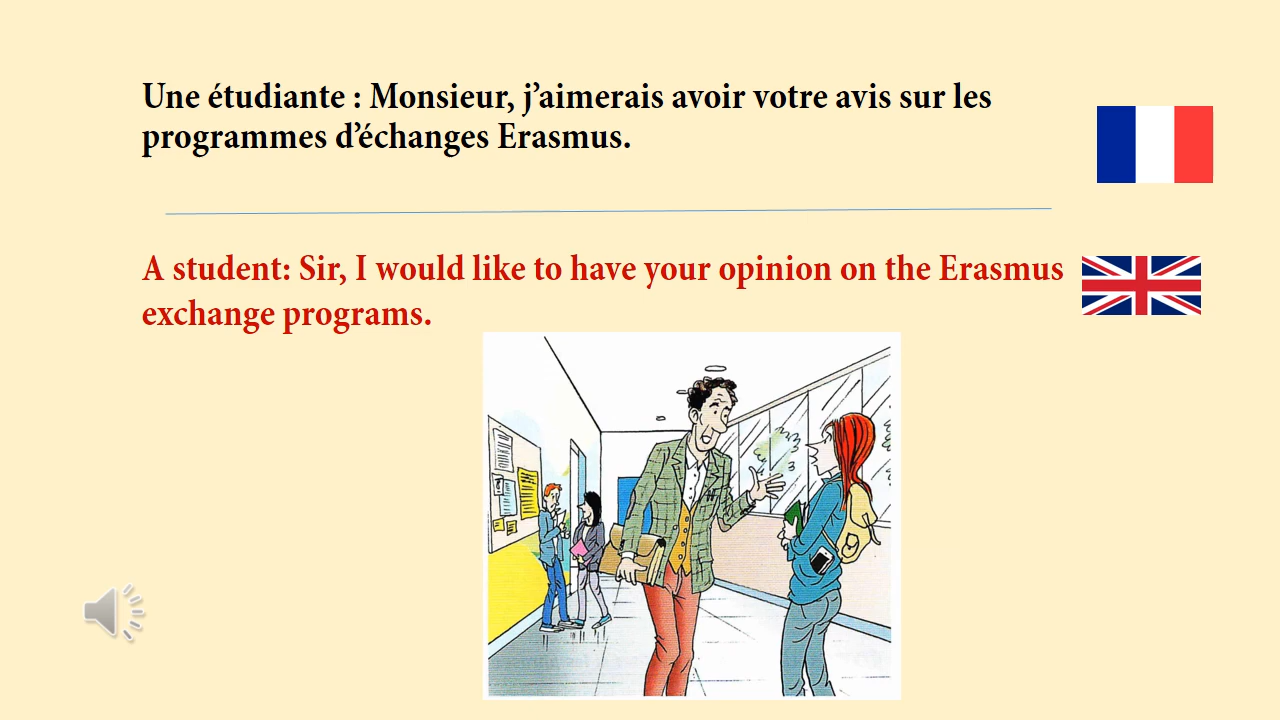 Une étudiante : Monsieur, j’aimerais avoir votre avis sur les
programmes d’échanges Erasmus.
A student: Sir, I would like to have your opinion on the Erasmus
exchange programs.